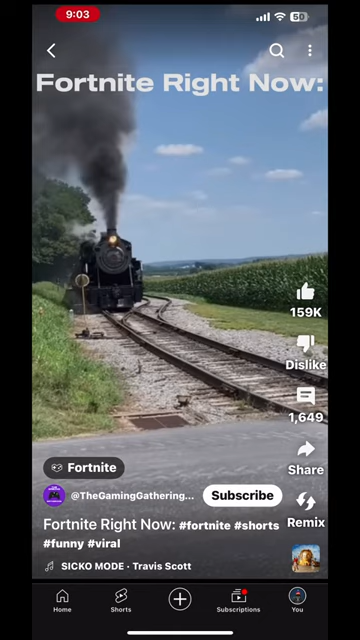 9:03
50
Fortnite Right Now:
159K
Dislike
1,649
Share
Fortnite
@TheGamingGathering...
Subscribe
Remix
Fortnite Right Now: #fortnite #shorts
#funny #viral
SICKO MODE · Travis Scott
Home
Shorts
Subscriptions
You